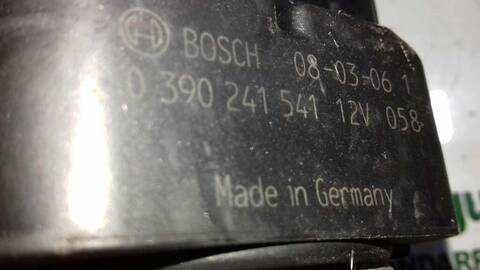 BOSCH 08-03-06 1
0 390 241 541 12V 058
Made in Germany